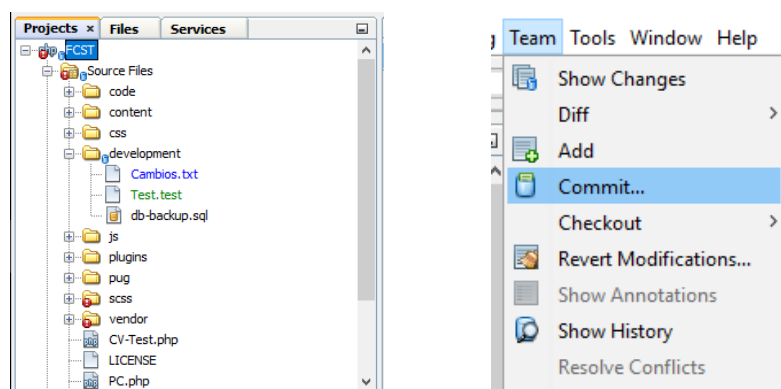 Projects × Files Services
FCST
Source Files
code
content
css
development
Cambios.txt
Test.test
db-backup.sql
js
plugins
pug
scss
vendor
CV-Test.php
LICENSE
PC.php
Team Tools Window Help
Show Changes
Diff
Add
Commit...
Checkout
Revert Modifications...
Show Annotations
Show History
Resolve Conflicts